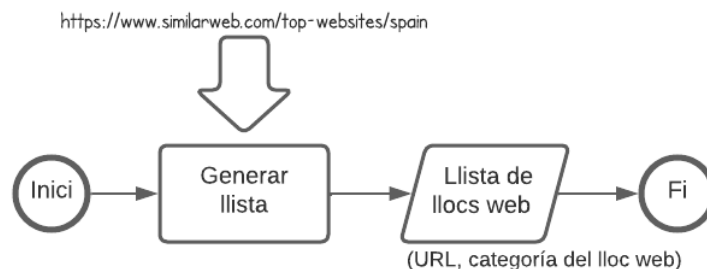 https://www.similarweb.com/top-websites/spain
Inici
Generar
llista
Llista de
llocs web
Fi
(URL, categoría del lloc web)